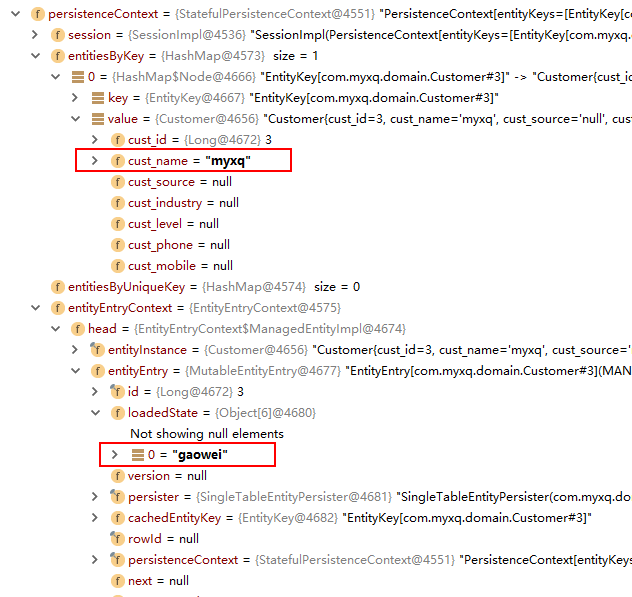 persistenceContext = {StatefulPersistenceContext@4551} "PersistenceContext[entityKeys=[EntityKey[co
session = {SessionImpl@4536} "SessionImpl(PersistenceContext[entityKeys=[EntityKey[com.myxq.
entitiesByKey = {HashMap@4573} size = 1
0 = {HashMap$Node@4666} "EntityKey[com.myxq.domain.Customer#3]" -> "Customer{cust_id
key = {EntityKey@4667} "EntityKey[com.myxq.domain.Customer#3]"
value = {Customer@4656} "Customer{cust_id=3, cust_name='myxq', cust_source='null', cust
cust_id = {Long@4672} 3
cust_name = "myxq"
cust_source = null
cust_industry = null
cust_level = null
cust_phone = null
cust_mobile = null
entitiesByUniqueKey = {HashMap@4574} size = 0
entityEntryContext = {EntityEntryContext@4575}
head = {EntityEntryContext$ManagedEntityImpl@4674}
entityInstance = {Customer@4656} "Customer{cust_id=3, cust_name='myxq', cust_source='
entityEntry = {MutableEntityEntry@4677} "EntityEntry[com.myxq.domain.Customer#3](MAN
id = {Long@4672} 3
loadedState = {Object[6]@4680}
Not showing null elements
0 = "gaowei"
version = null
persister = {SingleTableEntityPersister@4681} "SingleTableEntityPersister(com.myxq.do
cachedEntityKey = {EntityKey@4682} "EntityKey[com.myxq.domain.Customer#3]"
rowId = null
persistenceContext = {StatefulPersistenceContext@4551} "PersistenceContext[entityKeys
next = null